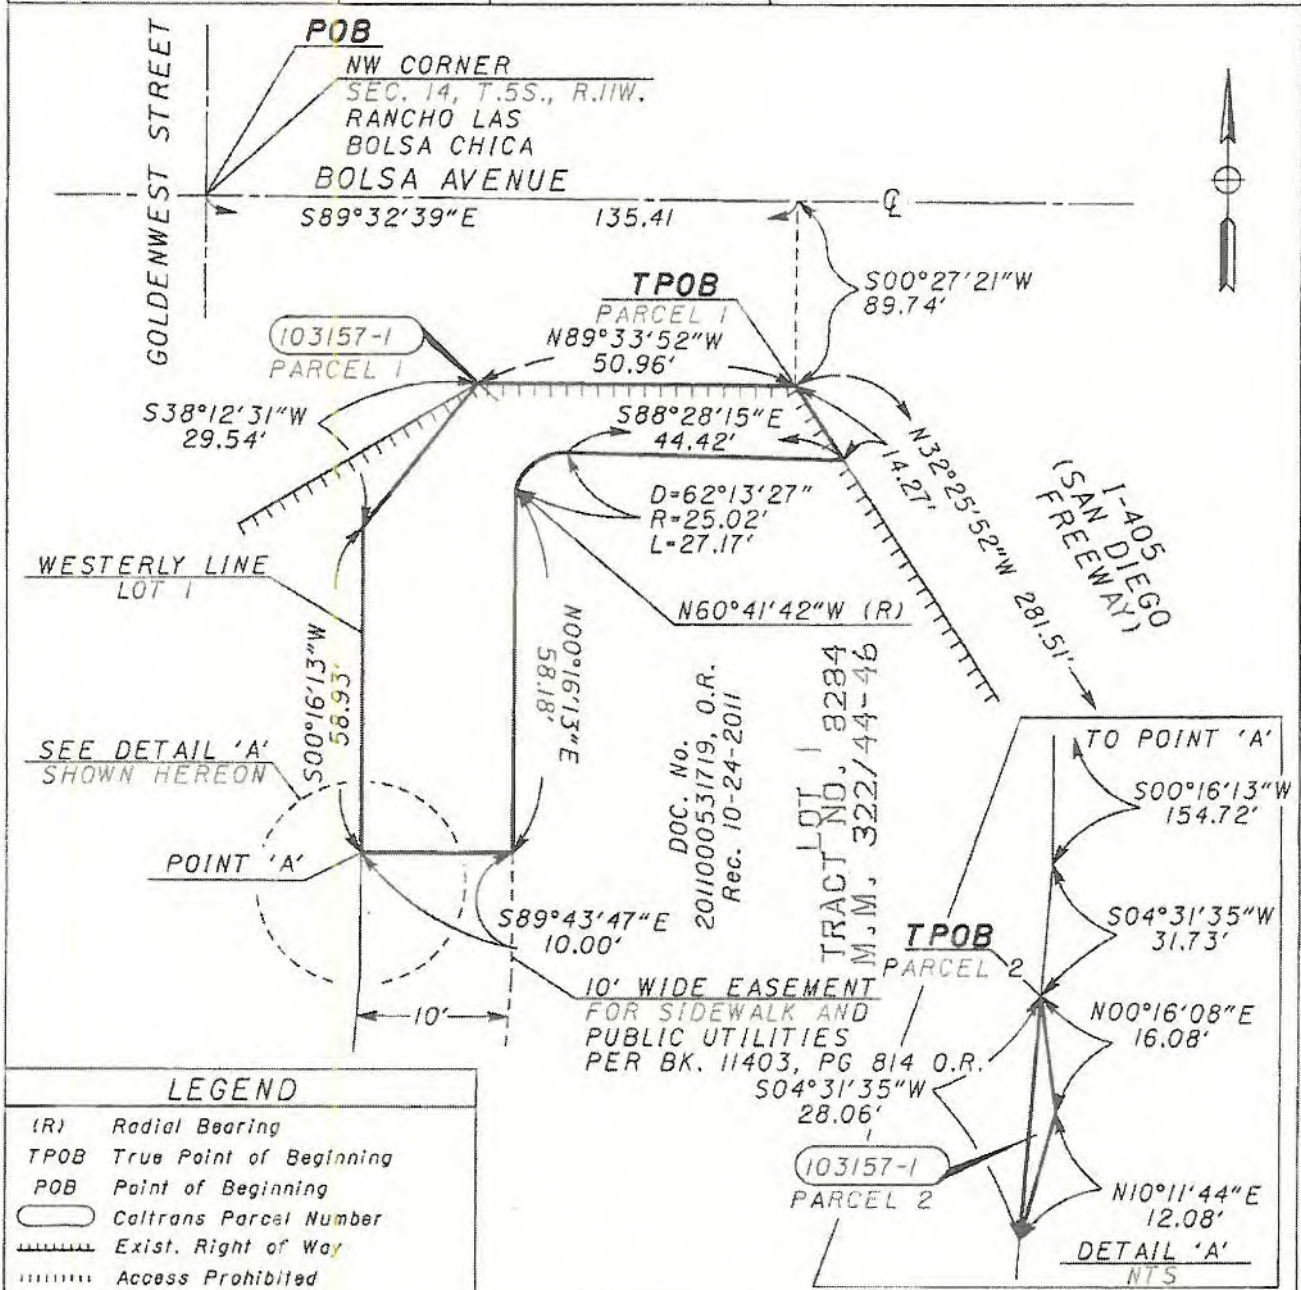 POB
NW CORNER
SEC. 14, T.5S., R.11W.
RANCHO LAS
BOLSA CHICA
GOLDENWEST STREET
BOLSA AVENUE
S89°32'39"E 135.41
℄
S00°27'21"W
89.74'
TPOB
PARCEL 1
N89°33'52"W
50.96'
103157-1
PARCEL 1
S38°12'31"W
29.54'
S88°28'15"E
44.42'
14.27'
N32°25'52"W 281.51'
I-405
(SAN DIEGO
FREEWAY)
D=62°13'27"
R=25.02'
L=27.17'
WESTERLY LINE
LOT 1
N60°41'42"W (R)
S00°16'13"W
58.93'
N00°16'13"E
58.18'
DOC. No.
2011000531719, O.R.
Rec. 10-24-2011
LOT 1
TRACT NO. 8284
M.M. 322/44-46
SEE DETAIL 'A'
SHOWN HEREON
POINT 'A'
S89°43'47"E
10.00'
10'
10' WIDE EASEMENT
FOR SIDEWALK AND
PUBLIC UTILITIES
PER BK. 11403, PG 814 O.R.
TO POINT 'A'
S00°16'13"W
154.72'
S04°31'35"W
31.73'
TPOB
PARCEL 2
N00°16'08"E
16.08'
S04°31'35"W
28.06'
103157-1
PARCEL 2
N10°11'44"E
12.08'
DETAIL 'A'
NTS
LEGEND
(R) Radial Bearing
TPOB True Point of Beginning
POB Point of Beginning
Caltrans Parcel Number
Exist. Right of Way
Access Prohibited